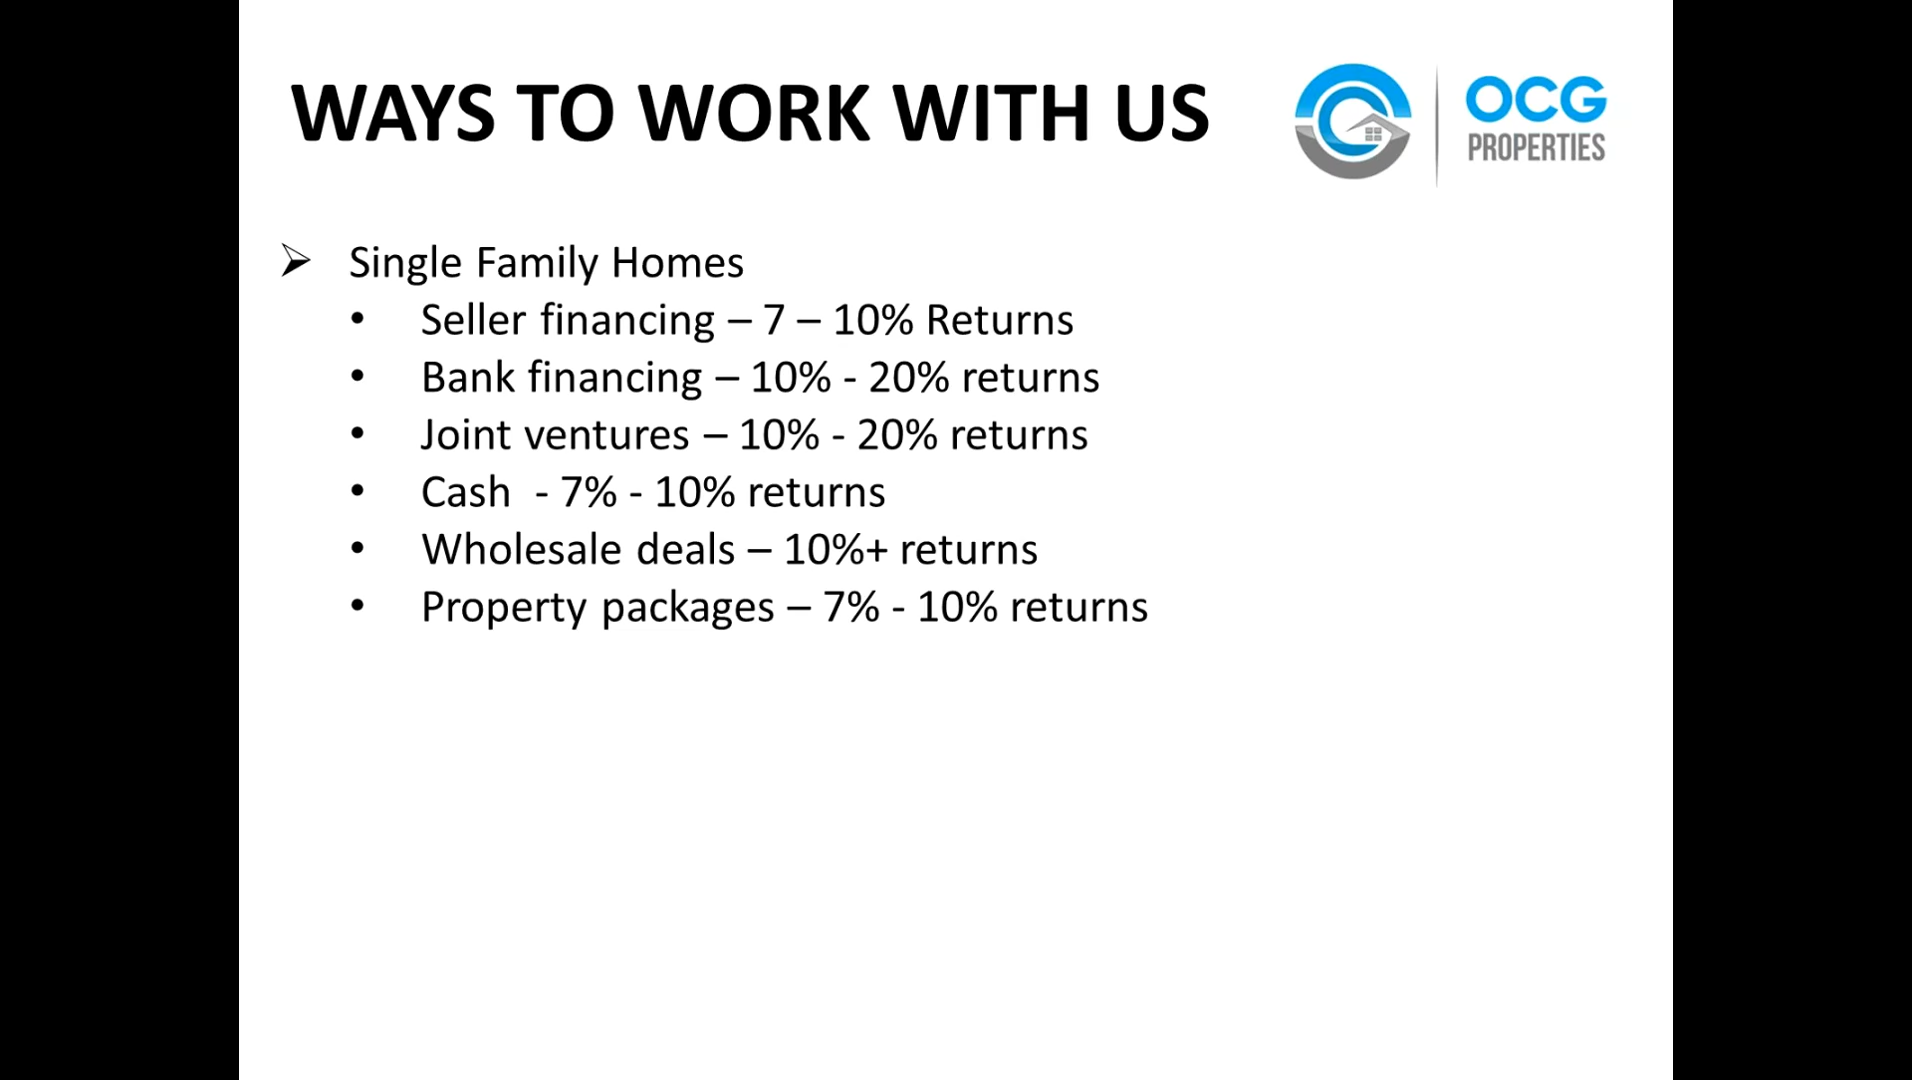 WAYS TO WORK WITH US
OCG
PROPERTIES
➢ Single Family Homes
• Seller financing – 7 – 10% Returns
• Bank financing – 10% - 20% returns
• Joint ventures – 10% - 20% returns
• Cash  - 7% - 10% returns
• Wholesale deals – 10%+ returns
• Property packages – 7% - 10% returns